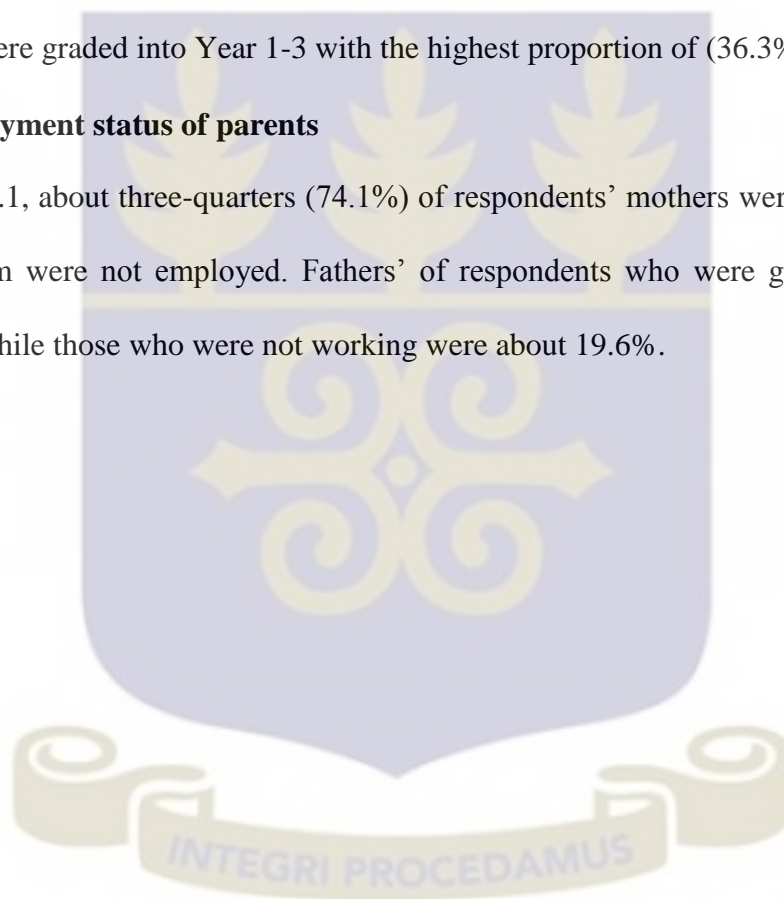 ere graded into Year 1-3 with the highest proportion of (36.3%
yment status of parents
.1, about three-quarters (74.1%) of respondents’ mothers wer
m were not employed. Fathers’ of respondents who were g
hile those who were not working were about 19.6%.
INTEGRI PROCEDAMUS